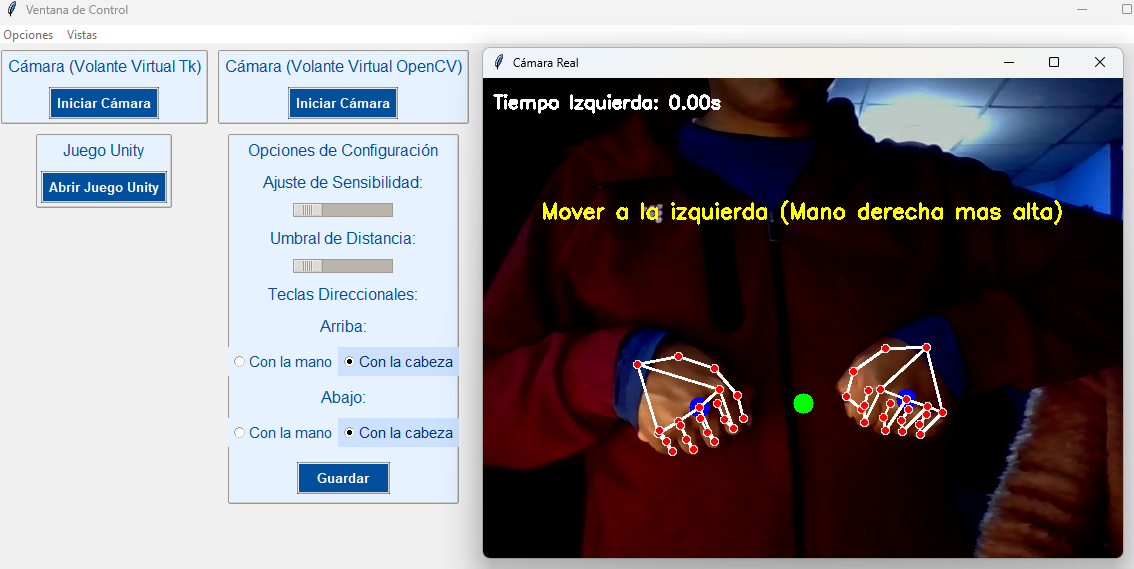 Ventana de Control
Opciones Vistas
Cámara (Volante Virtual Tk)
Iniciar Cámara
Cámara (Volante Virtual OpenCV)
Iniciar Cámara
Juego Unity
Abrir Juego Unity
Opciones de Configuración
Ajuste de Sensibilidad:
Umbral de Distancia:
Teclas Direccionales:
Arriba:
Con la mano Con la cabeza
Abajo:
Con la mano Con la cabeza
Guardar
Cámara Real
Tiempo Izquierda: 0.00s
Mover a la izquierda (Mano derecha mas alta)